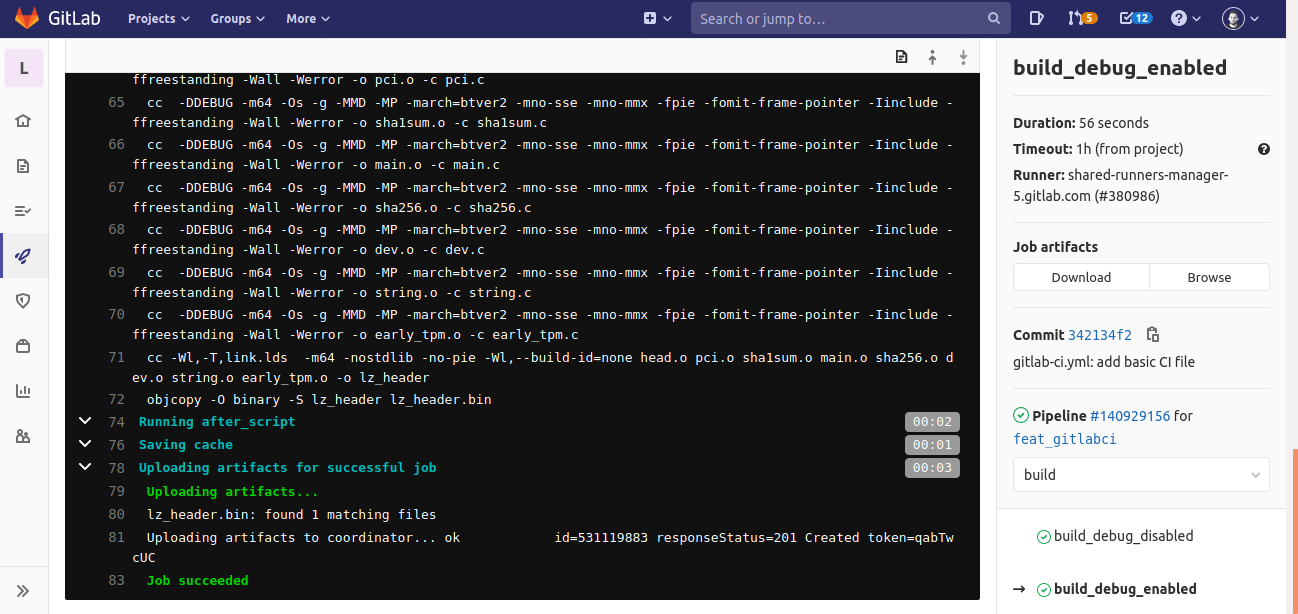 GitLab Projects Groups More Search or jump to... 5 12
L
ffreestanding -Wall -Werror -o pci.o -c pci.c
65 cc -DDEBUG -m64 -Os -g -MMD -MP -march=btver2 -mno-sse -mno-mmx -fpie -fomit-frame-pointer -Iinclude -
ffreestanding -Wall -Werror -o sha1sum.o -c sha1sum.c
66 cc -DDEBUG -m64 -Os -g -MMD -MP -march=btver2 -mno-sse -mno-mmx -fpie -fomit-frame-pointer -Iinclude -
ffreestanding -Wall -Werror -o main.o -c main.c
67 cc -DDEBUG -m64 -Os -g -MMD -MP -march=btver2 -mno-sse -mno-mmx -fpie -fomit-frame-pointer -Iinclude -
ffreestanding -Wall -Werror -o sha256.o -c sha256.c
68 cc -DDEBUG -m64 -Os -g -MMD -MP -march=btver2 -mno-sse -mno-mmx -fpie -fomit-frame-pointer -Iinclude -
ffreestanding -Wall -Werror -o dev.o -c dev.c
69 cc -DDEBUG -m64 -Os -g -MMD -MP -march=btver2 -mno-sse -mno-mmx -fpie -fomit-frame-pointer -Iinclude -
ffreestanding -Wall -Werror -o string.o -c string.c
70 cc -DDEBUG -m64 -Os -g -MMD -MP -march=btver2 -mno-sse -mno-mmx -fpie -fomit-frame-pointer -Iinclude -
ffreestanding -Wall -Werror -o early_tpm.o -c early_tpm.c
71 cc -Wl,-T,link.lds -m64 -nostdlib -no-pie -Wl,--build-id=none head.o pci.o sha1sum.o main.o sha256.o d
ev.o string.o early_tpm.o -o lz_header
72 objcopy -O binary -S lz_header lz_header.bin
74 Running after_script 00:02
76 Saving cache 00:01
78 Uploading artifacts for successful job 00:03
79 Uploading artifacts...
80 lz_header.bin: found 1 matching files
81 Uploading artifacts to coordinator... ok id=531119883 responseStatus=201 Created token=qabTw
cUC
83 Job succeeded
build_debug_enabled
Duration: 56 seconds
Timeout: 1h (from project)
Runner: shared-runners-manager-
5.gitlab.com (#380986)
Job artifacts
Download Browse
Commit 342134f2
gitlab-ci.yml: add basic CI file
Pipeline #140929156 for
feat_gitlabci
build
build_debug_disabled
→ build_debug_enabled